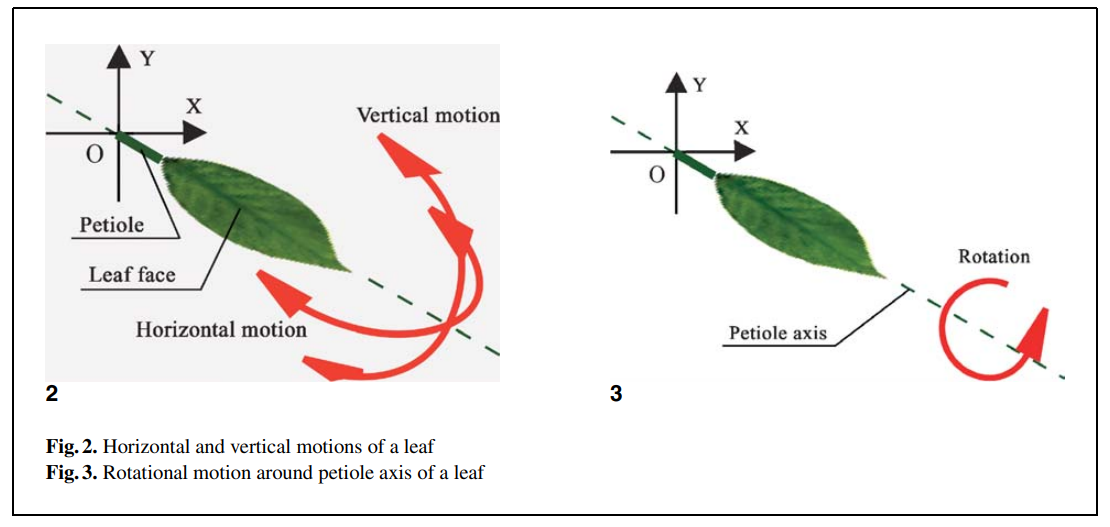 Y
X
O
Vertical motion
Petiole
Leaf face
Horizontal motion
2
Y
X
O
Rotation
Petiole axis
3
Fig. 2. Horizontal and vertical motions of a leaf
Fig. 3. Rotational motion around petiole axis of a leaf